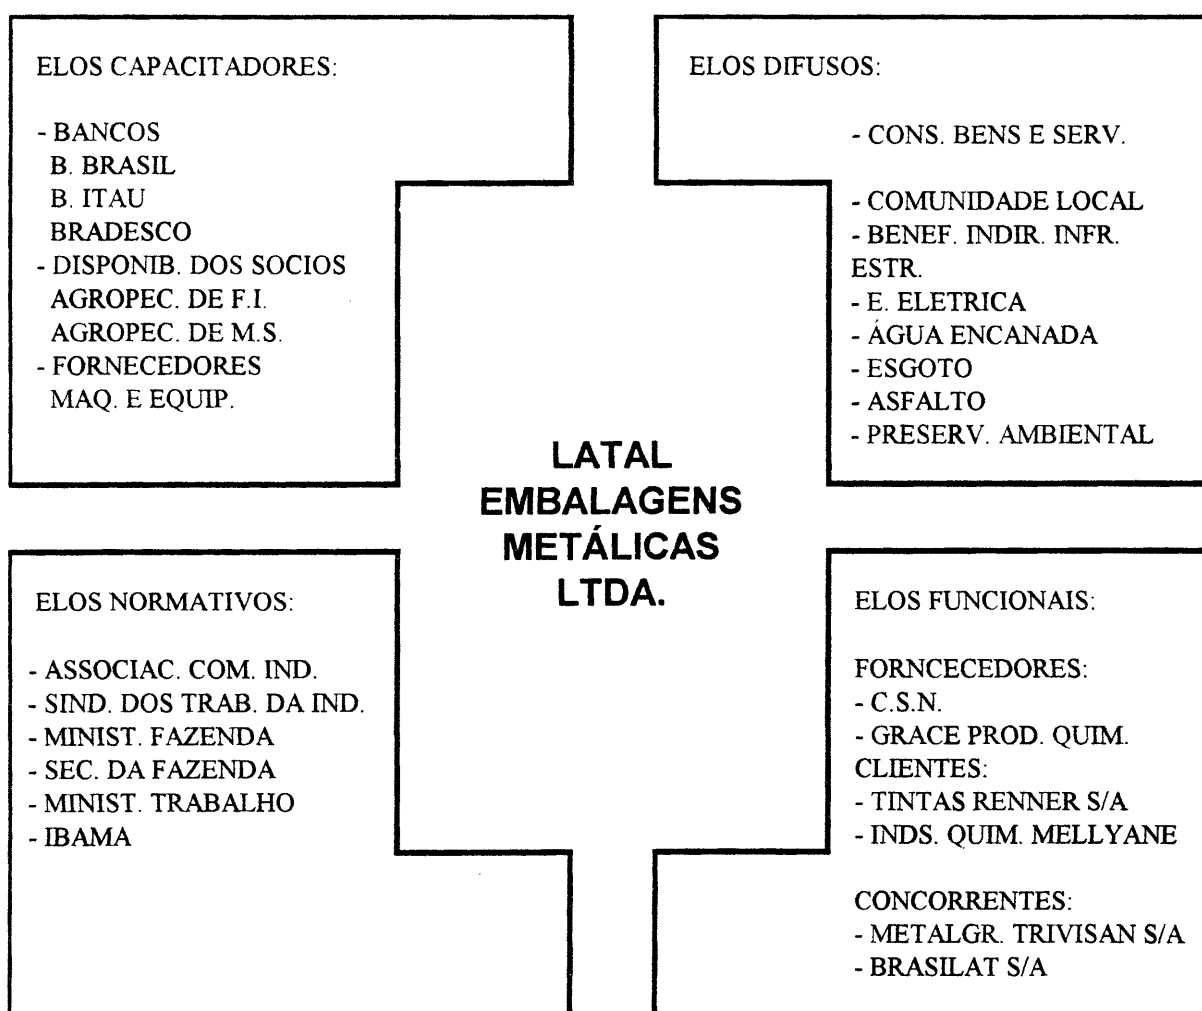 ELOS CAPACITADORES:
- BANCOS
B. BRASIL
B. ITAU
BRADESCO
- DISPONIB. DOS SOCIOS
AGROPEC. DE F.I.
AGROPEC. DE M.S.
- FORNECEDORES
MAQ. E EQUIP.
ELOS DIFUSOS:
- CONS. BENS E SERV.
- COMUNIDADE LOCAL
- BENEF. INDIR. INFR.
ESTR.
- E. ELETRICA
- ÁGUA ENCANADA
- ESGOTO
- ASFALTO
- PRESERV. AMBIENTAL
LATAL
EMBALAGENS
METÁLICAS
LTDA.
ELOS NORMATIVOS:
- ASSOCIAC. COM. IND.
- SIND. DOS TRAB. DA IND.
- MINIST. FAZENDA
- SEC. DA FAZENDA
- MINIST. TRABALHO
- IBAMA
ELOS FUNCIONAIS:
FORNCECEDORES:
- C.S.N.
- GRACE PROD. QUIM.
CLIENTES:
- TINTAS RENNER S/A
- INDS. QUIM. MELLYANE
CONCORRENTES:
- METALGR. TRIVISAN S/A
- BRASILAT S/A